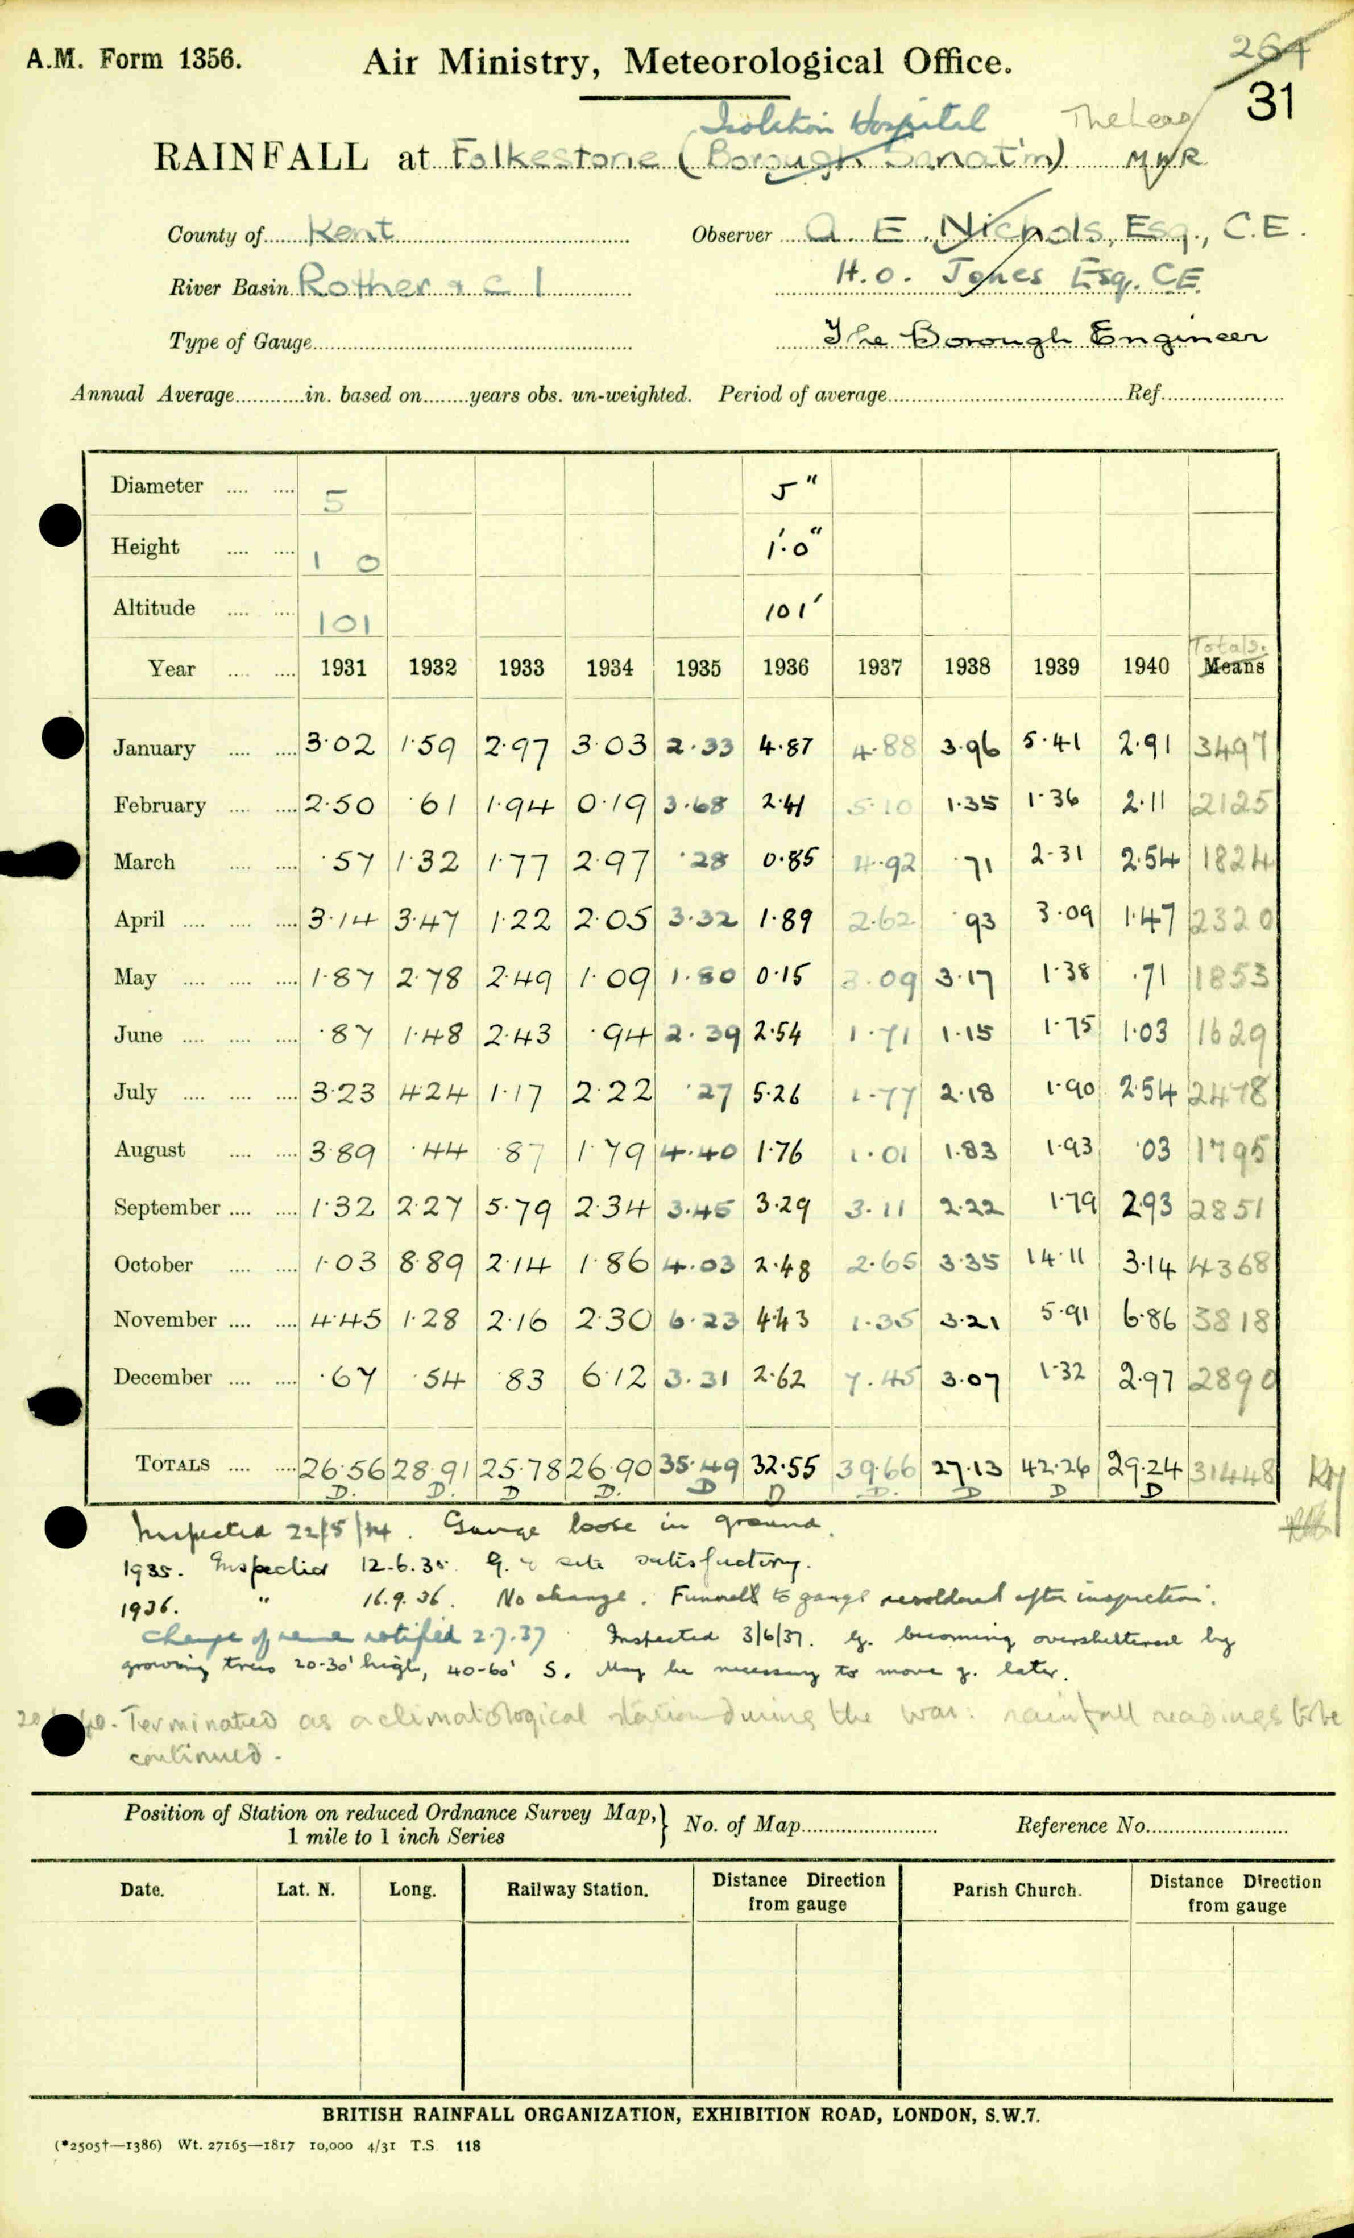 264
A.M. Form 1356. Air Ministry, Meteorological Office. 31
Isolation Hospital The Leas
RAINFALL at Folkestone (Borough Sanat'm) MWR
County of Kent Observer A. E. Nichols, Esq., C.E.
River Basin Rother & c 1 H.O. Jones Esq. CE
Type of Gauge The Borough Engineer
Annual Average in. based on years obs. un-weighted. Period of average Ref.
Diameter 5 5"
Height 1 0 1'.0"
Altitude 101 101'
Totals.
Year 1931 1932 1933 1934 1935 1936 1937 1938 1939 1940 Means
January 3.02 1.59 2.97 3.03 2.33 4.87 4.88 3.96 5.41 2.91 3497
February 2.50 .61 1.94 0.19 3.68 2.41 5.10 1.35 1.36 2.11 2125
March .57 1.32 1.77 2.97 .28 0.85 4.92 .71 2.31 2.54 1824
April 3.14 3.47 1.22 2.05 3.32 1.89 2.62 .93 3.09 1.47 2320
May 1.87 2.78 2.49 1.09 1.80 0.15 3.09 3.17 1.38 .71 1853
June .87 1.48 2.43 .94 2.39 2.54 1.71 1.15 1.75 1.03 1629
July 3.23 4.24 1.17 2.22 .27 5.26 1.77 2.18 1.90 2.54 2478
August 3.89 .44 .87 1.79 4.40 1.76 1.01 1.83 1.93 .03 1795
September 1.32 2.27 5.79 2.34 3.45 3.29 3.11 2.22 1.79 2.93 2851
October 1.03 8.89 2.14 1.86 4.03 2.48 2.65 3.35 14.11 3.14 4368
November 4.45 1.28 2.16 2.30 6.23 4.43 1.35 3.21 5.91 6.86 3818
December .67 .54 .83 6.12 3.31 2.62 7.45 3.07 1.32 2.97 2890
TOTALS 26.56 28.91 25.78 26.90 35.49 32.55 39.66 27.13 42.26 29.24 31448
D. D. D D. D D D. D D D
Inspected 22/5/34. Gauge loose in ground.
1935. Inspected 12.6.35. G. & site satisfactory.
1936. " 16.9.36. No change. Funnell to gauge resoldered after inspection.
Change of name notified 2.7.37 Inspected 3/6/37. G. becoming oversheltered by
growing trees 20-30' high, 40-60' S. May be necessary to move g. later.
Terminated as a climatological station during the war. rainfall readings to be
continued.
Position of Station on reduced Ordnance Survey Map, 1 mile to 1 inch Series } No. of Map Reference No.
Date. Lat. N. Long. Railway Station. Distance Direction from gauge Parish Church. Distance Direction from gauge
BRITISH RAINFALL ORGANIZATION, EXHIBITION ROAD, LONDON, S.W.7.
(*2505†—1386) Wt. 27165—1817 10,000 4/31 T.S 118